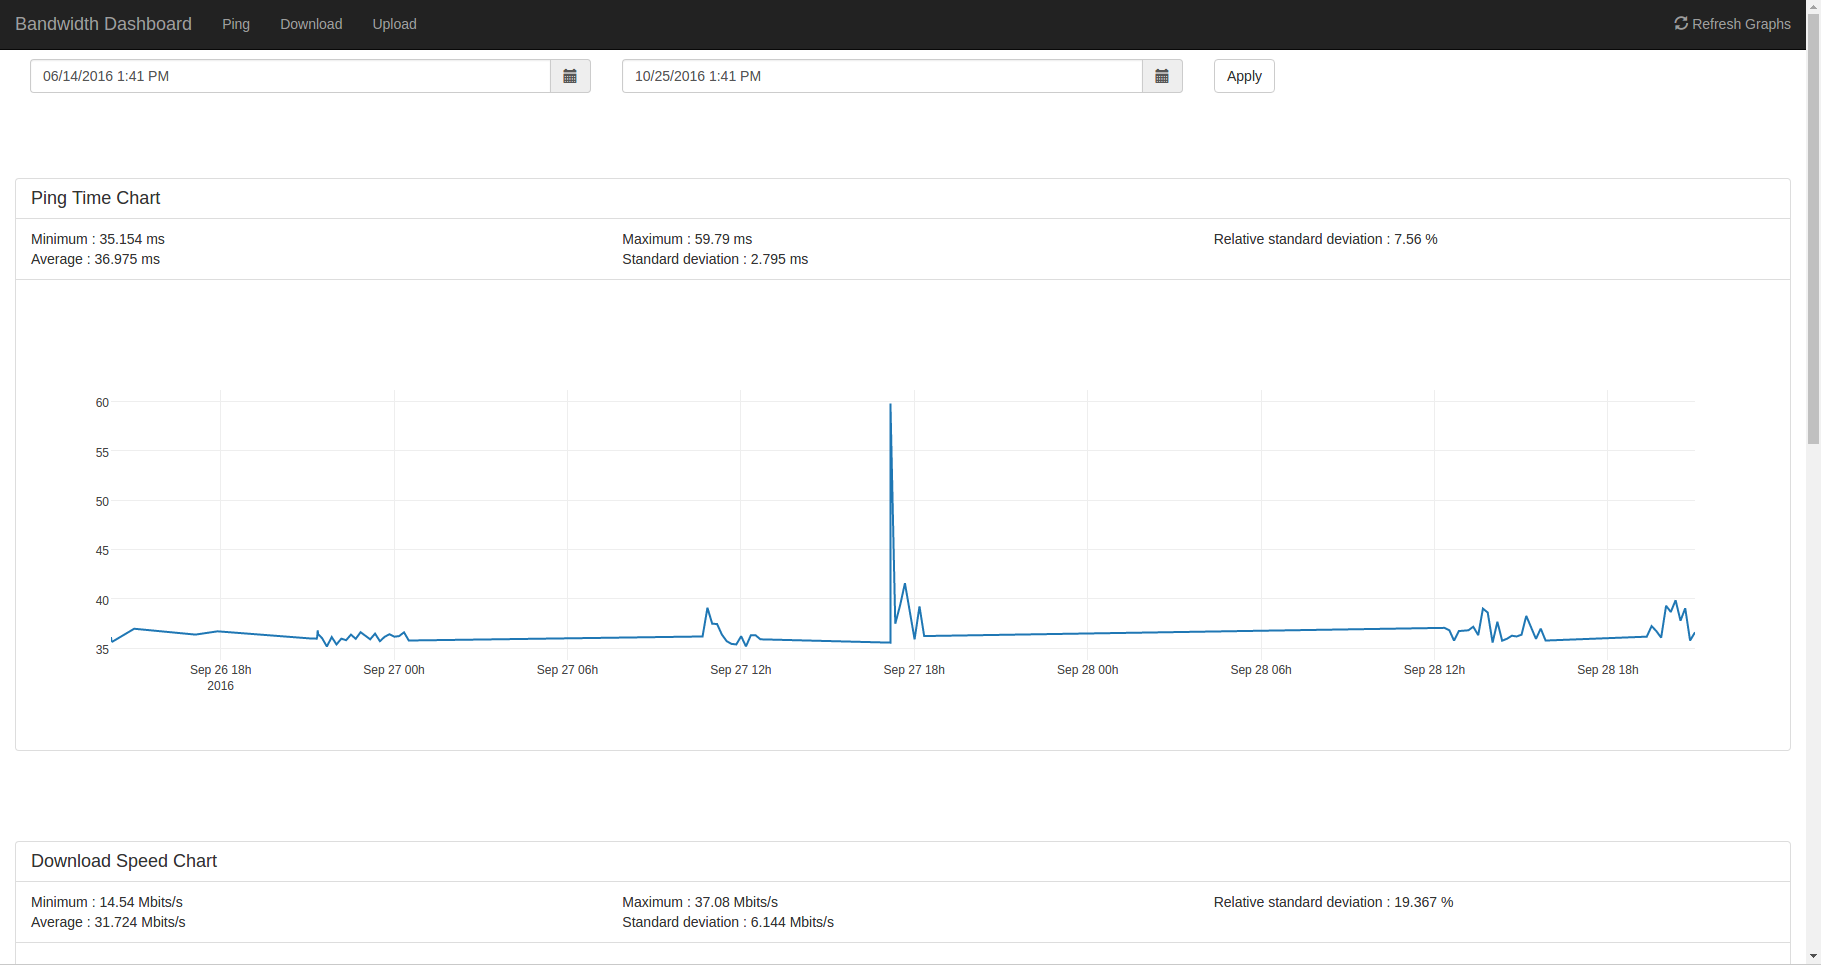 Bandwidth Dashboard Ping Download Upload Refresh Graphs
06/14/2016 1:41 PM 10/25/2016 1:41 PM Apply
Ping Time Chart
Minimum : 35.154 ms Maximum : 59.79 ms Relative standard deviation : 7.56 %
Average : 36.975 ms Standard deviation : 2.795 ms
60
55
50
45
40
35
Sep 26 18h Sep 27 00h Sep 27 06h Sep 27 12h Sep 27 18h Sep 28 00h Sep 28 06h Sep 28 12h Sep 28 18h
2016
Download Speed Chart
Minimum : 14.54 Mbits/s Maximum : 37.08 Mbits/s Relative standard deviation : 19.367 %
Average : 31.724 Mbits/s Standard deviation : 6.144 Mbits/s